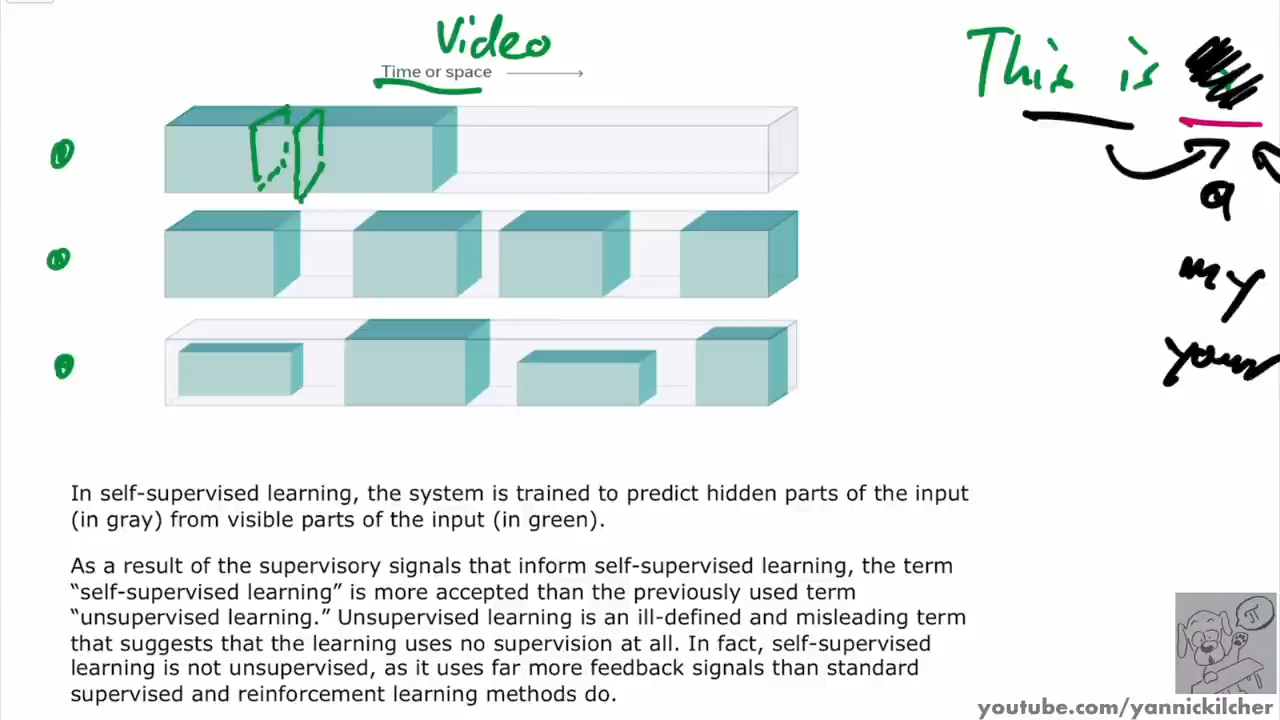 Video
Time or space
This is
a
my
your
In self-supervised learning, the system is trained to predict hidden parts of the input
(in gray) from visible parts of the input (in green).
As a result of the supervisory signals that inform self-supervised learning, the term
“self-supervised learning” is more accepted than the previously used term
“unsupervised learning.” Unsupervised learning is an ill-defined and misleading term
that suggests that the learning uses no supervision at all. In fact, self-supervised
learning is not unsupervised, as it uses far more feedback signals than standard
supervised and reinforcement learning methods do.
youtube.com/yannickilcher